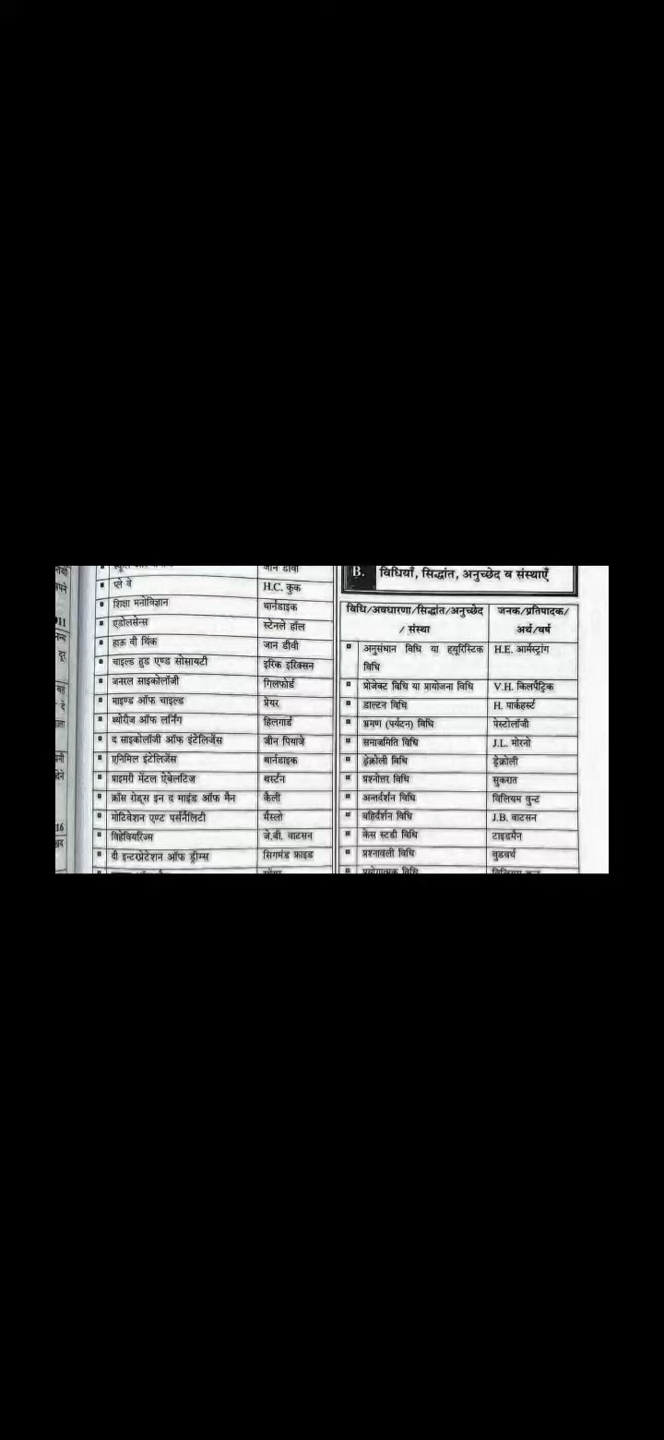 जान डीवी
प्ले वे H.C. कुक
शिक्षा मनोविज्ञान थार्नडाइक
एडोलसेन्स स्टेनले हॉल
हाऊ वी थिंक जान डीवी
चाइल्ड हुड एण्ड सोसायटी इरिक इरिक्सन
जनरल साइकोलॉजी गिलफोर्ड
माइण्ड ऑफ चाइल्ड प्रेयर
थ्योरीज ऑफ लर्निंग हिलगार्ड
द साइकोलॉजी ऑफ इंटेलिजेंस जीन पियाजे
एनिमिल इंटेलिजेंस थार्नडाइक
प्राइमरी मेंटल ऐबेलटिज थर्स्टन
क्रॉस रोड्स इन द माइंड ऑफ मैन कैली
मोटिवेशन एण्ट पर्सनैलिटी मैस्लो
विहेवियरिज्म जे.बी. वाटसन
दी इन्टरप्रेटेशन ऑफ ड्रीम्स सिगमंड फ्राइड
B. विधियाँ, सिद्धांत, अनुच्छेद व संस्थाएँ
विधि/अवधारणा/सिद्धांत/अनुच्छेद जनक/प्रतिपादक/
/ संस्था अर्थ/वर्ष
अनुसंधान विधि या ह्यूरिस्टिक H.E. आर्मस्ट्रांग
विधि
प्रोजेक्ट विधि या प्रायोजना विधि V.H. किलपैट्रिक
डाल्टन विधि H. पार्कहर्स्ट
भ्रमण (पर्यटन) विधि पेस्टोलॉजी
समाजमिति विधि J.L. मोरनो
ड्रेक्रोली विधि ड्रेक्रोली
प्रश्नोत्तर विधि सुकरात
अन्तर्दर्शन विधि विलियम वुन्ट
बहिर्दर्शन विधि J.B. वाटसन
केस स्टडी विधि टाइडमैन
प्रश्नावली विधि वुडवर्थ